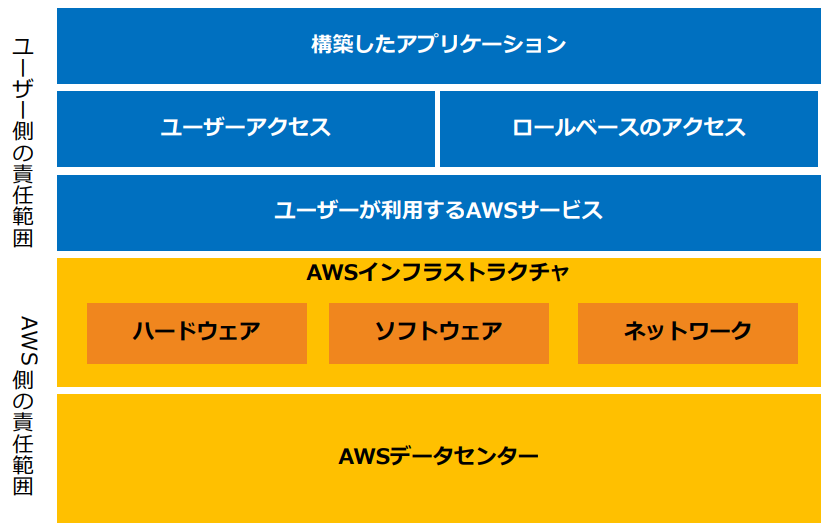 ユーザー側の責任範囲
構築したアプリケーション
ユーザーアクセス
ロールベースのアクセス
ユーザーが利用するAWSサービス
AWS側の責任範囲
AWSインフラストラクチャ
ハードウェア
ソフトウェア
ネットワーク
AWSデータセンター